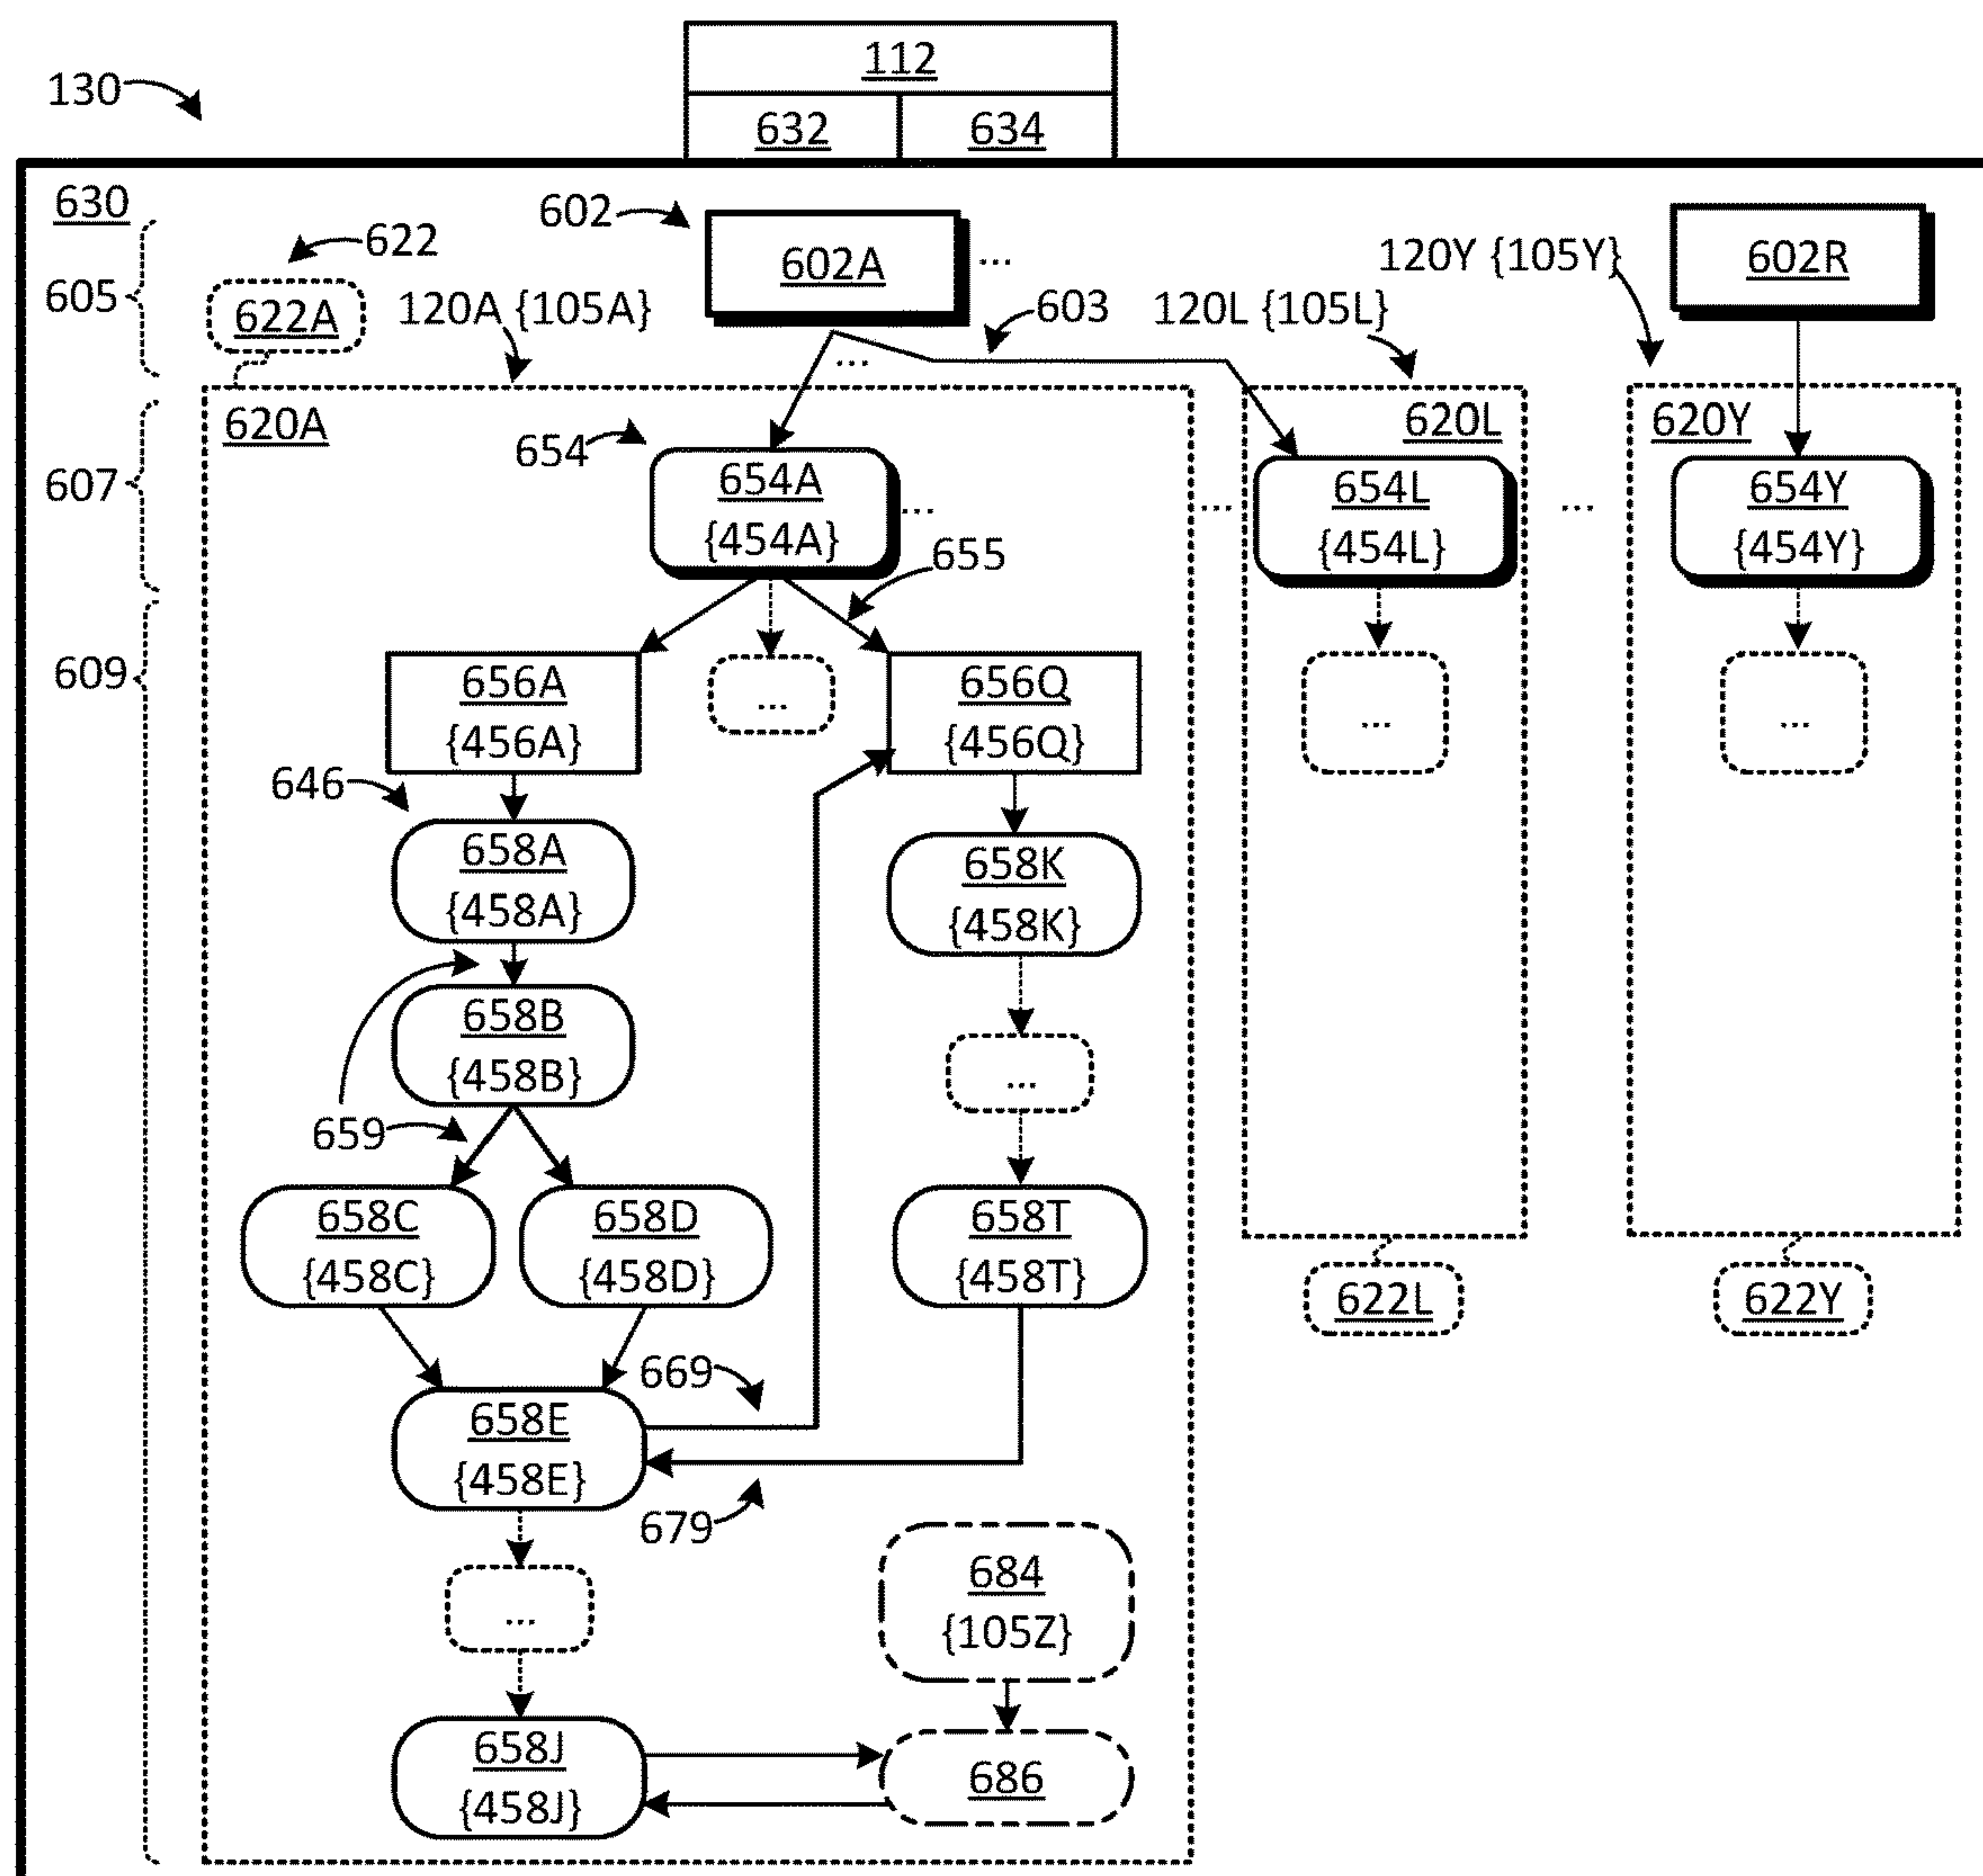 112
130
632 634
630
602
602A
...
602R
622
120Y {105Y}
605
622A
120A {105A}
603
120L {105L}
...
620A
620L
620Y
654
607
654A
{454A}
...
...
654L
{454L}
...
654Y
{454Y}
655
609
656A
{456A}
...
656Q
{456Q}
...
...
646
658A
{458A}
658K
{458K}
658B
{458B}
...
659
658C
{458C}
658D
{458D}
658T
{458T}
622L
622Y
669
658E
{458E}
679
684
{105Z}
...
658J
{458J}
686